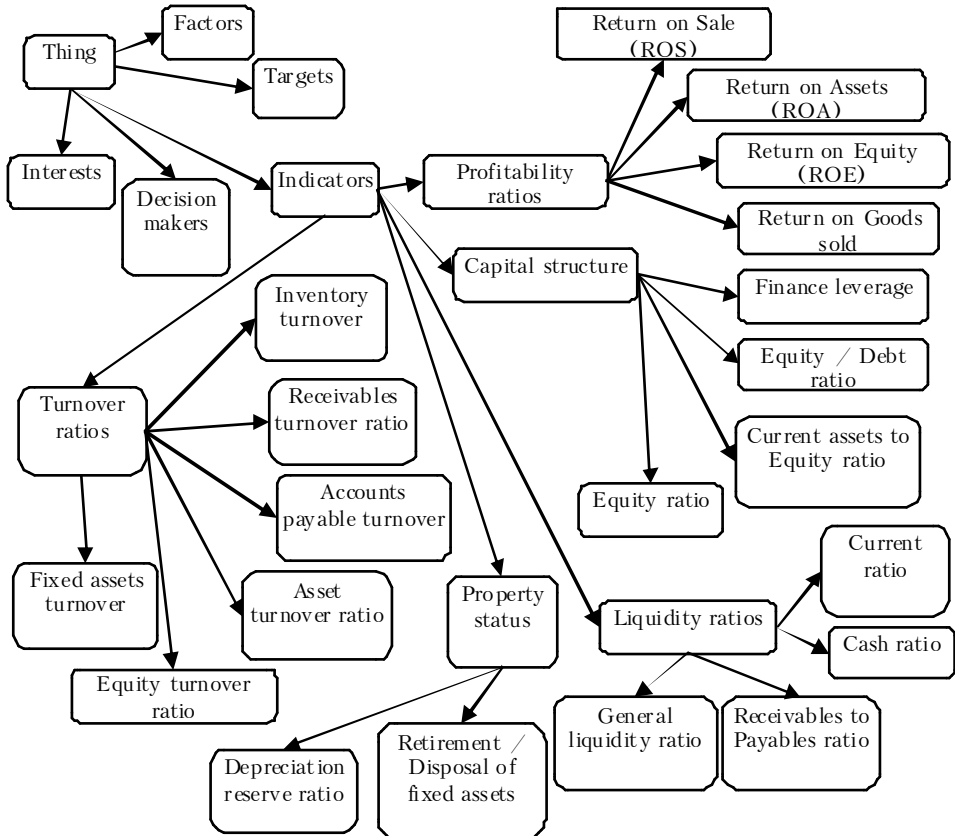 Factors
Thing
Targets
Interests
Decision
makers
Indicators
Return on Sale
(ROS)
Return on Assets
(ROA)
Profitability
ratios
Return on Equity
(ROE)
Return on Goods
sold
Capital structure
Finance leverage
Equity / Debt
ratio
Current assets to
Equity ratio
Equity ratio
Inventory
turnover
Turnover
ratios
Receivables
turnover ratio
Accounts
payable turnover
Fixed assets
turnover
Asset
turnover ratio
Equity turnover
ratio
Property
status
Liquidity ratios
Current
ratio
Cash ratio
Depreciation
reserve ratio
Retirement /
Disposal of
fixed assets
General
liquidity ratio
Receivables to
Payables ratio